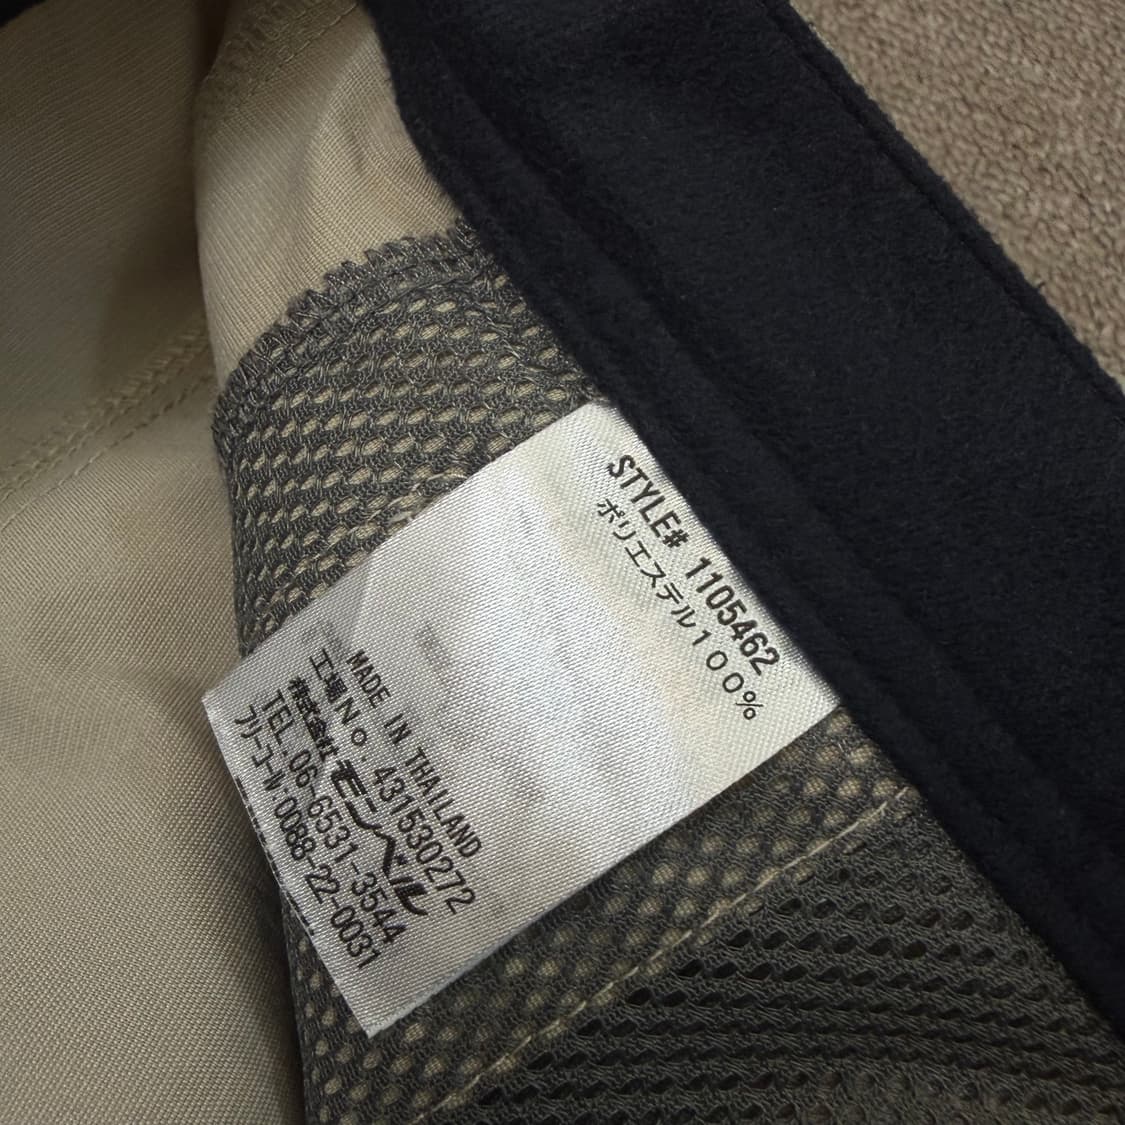 STYLE# 1105462
ポリエステル100%
MADE IN THAILAND
工場No 4315530272
株式会社モンベル
TEL.06-6531-3544
フリーコール:0088-22-0031